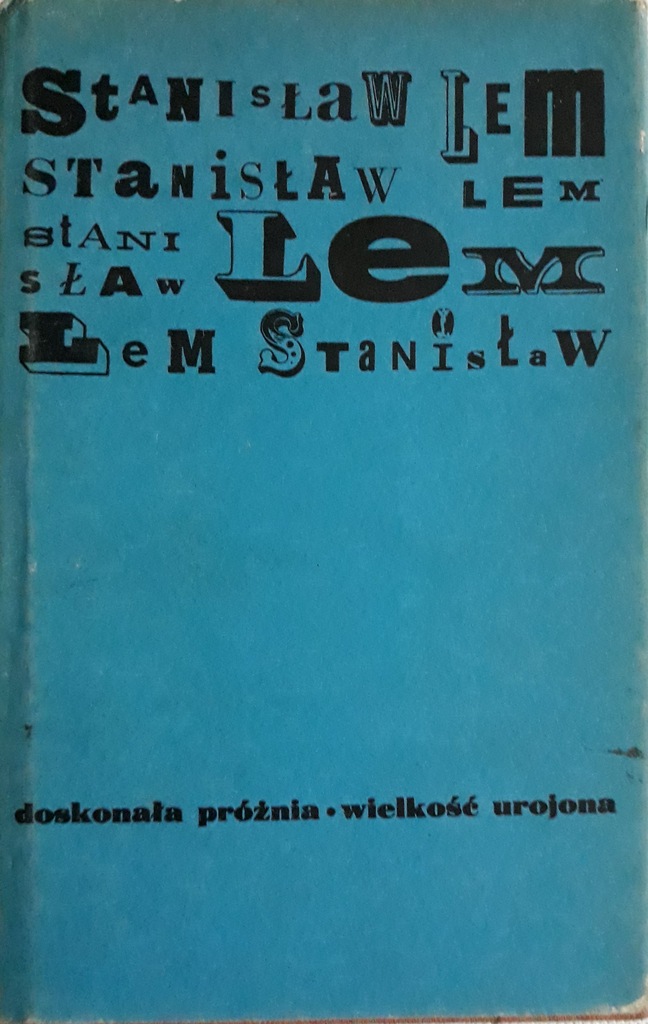 StANISŁaW LEM
STaNiSŁAW LEM
StANI LeM
sŁAw
LeM STaNIsŁaW
doskonała próżnia • wielkość urojona